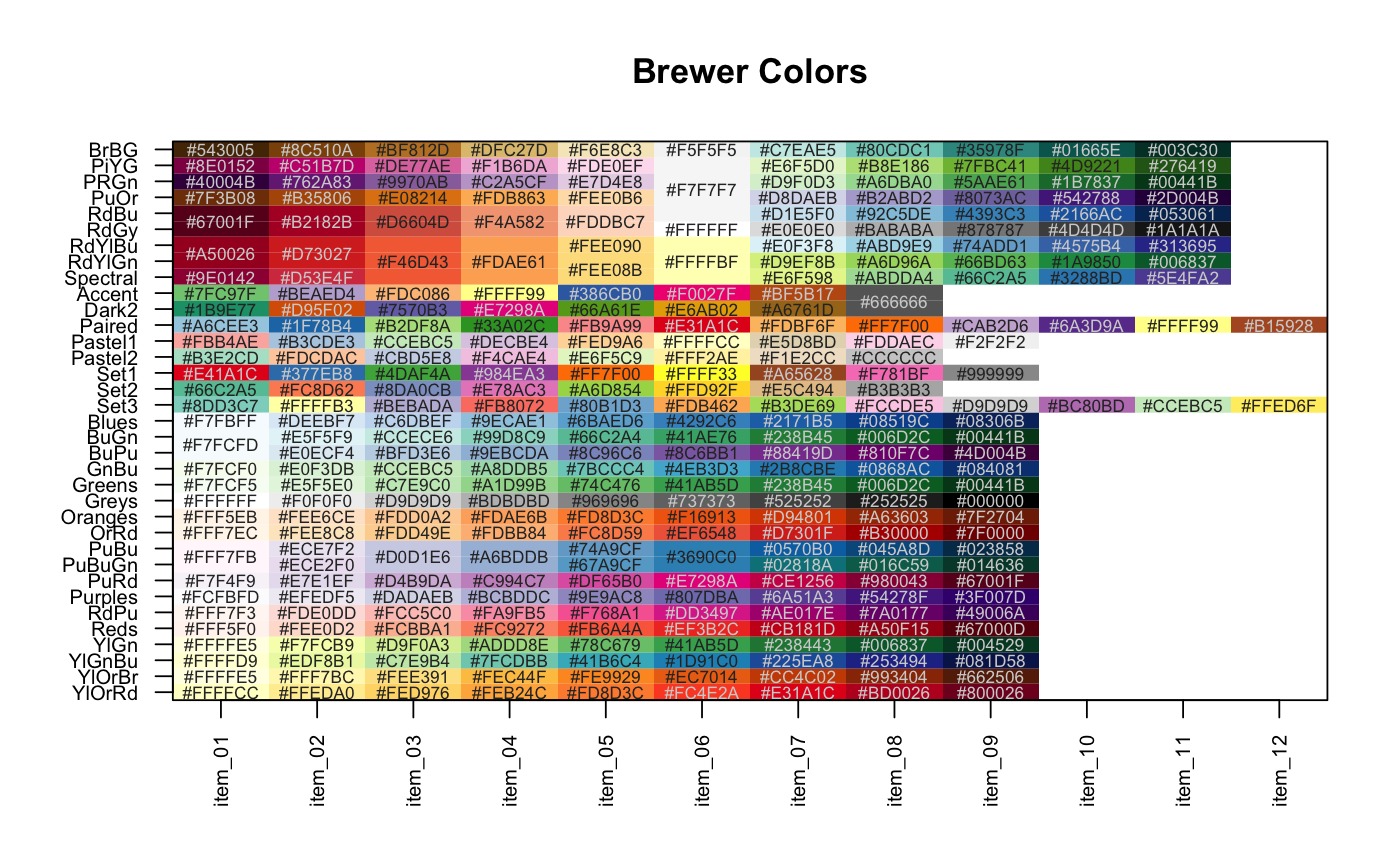 Brewer Colors
BrBG #543005 #8C510A #BF812D #DFC27D #F6E8C3 #F5F5F5 #C7EAE5 #80CDC1 #35978F #01665E #003C30
PiYG #8E0152 #C51B7D #DE77AE #F1B6DA #FDE0EF #E6F5D0 #B8E186 #7FBC41 #4D9221 #276419
PRGn #40004B #762A83 #9970AB #C2A5CF #E7D4E8 #F7F7F7 #D9F0D3 #A6DBA0 #5AAE61 #1B7837 #00441B
PuOr #7F3B08 #B35806 #E08214 #FDB863 #FEE0B6 #D8DAEB #B2ABD2 #8073AC #542788 #2D004B
RdBu #67001F #B2182B #D6604D #F4A582 #FDDBC7 #D1E5F0 #92C5DE #4393C3 #2166AC #053061
RdGy #FFFFFF #E0E0E0 #BABABA #878787 #4D4D4D #1A1A1A
RdYlBu #A50026 #D73027 #FEE090 #E0F3F8 #ABD9E9 #74ADD1 #4575B4 #313695
RdYlGn #F46D43 #FDAE61 #FEE08B #FFFFBF #D9EF8B #A6D96A #66BD63 #1A9850 #006837
Spectral #9E0142 #D53E4F #E6F598 #ABDDA4 #66C2A5 #3288BD #5E4FA2
Accent #7FC97F #BEAED4 #FDC086 #FFFF99 #386CB0 #F0027F #BF5B17 #666666
Dark2 #1B9E77 #D95F02 #7570B3 #E7298A #66A61E #E6AB02 #A6761D
Paired #A6CEE3 #1F78B4 #B2DF8A #33A02C #FB9A99 #E31A1C #FDBF6F #FF7F00 #CAB2D6 #6A3D9A #FFFF99 #B15928
Pastel1 #FBB4AE #B3CDE3 #CCEBC5 #DECBE4 #FED9A6 #FFFFCC #E5D8BD #FDDAEC #F2F2F2
Pastel2 #B3E2CD #FDCDAC #CBD5E8 #F4CAE4 #E6F5C9 #FFF2AE #F1E2CC #CCCCCC
Set1 #E41A1C #377EB8 #4DAF4A #984EA3 #FF7F00 #FFFF33 #A65628 #F781BF #999999
Set2 #66C2A5 #FC8D62 #8DA0CB #E78AC3 #A6D854 #FFD92F #E5C494 #B3B3B3
Set3 #8DD3C7 #FFFFB3 #BEBADA #FB8072 #80B1D3 #FDB462 #B3DE69 #FCCDE5 #D9D9D9 #BC80BD #CCEBC5 #FFED6F
Blues #F7FBFF #DEEBF7 #C6DBEF #9ECAE1 #6BAED6 #4292C6 #2171B5 #08519C #08306B
BuGn #F7FCFD #E5F5F9 #CCECE6 #99D8C9 #66C2A4 #41AE76 #238B45 #006D2C #00441B
BuPu #E0ECF4 #BFD3E6 #9EBCDA #8C96C6 #8C6BB1 #88419D #810F7C #4D004B
GnBu #F7FCF0 #E0F3DB #CCEBC5 #A8DDB5 #7BCCC4 #4EB3D3 #2B8CBE #0868AC #084081
Greens #F7FCF5 #E5F5E0 #C7E9C0 #A1D99B #74C476 #41AB5D #238B45 #006D2C #00441B
Greys #FFFFFF #F0F0F0 #D9D9D9 #BDBDBD #969696 #737373 #525252 #252525 #000000
Oranges #FFF5EB #FEE6CE #FDD0A2 #FDAE6B #FD8D3C #F16913 #D94801 #A63603 #7F2704
OrRd #FFF7EC #FEE8C8 #FDD49E #FDBB84 #FC8D59 #EF6548 #D7301F #B30000 #7F0000
PuBu #FFF7FB #ECE7F2 #D0D1E6 #A6BDDB #74A9CF #3690C0 #0570B0 #045A8D #023858
PuBuGn #ECE2F0 #67A9CF #02818A #016C59 #014636
PuRd #F7F4F9 #E7E1EF #D4B9DA #C994C7 #DF65B0 #E7298A #CE1256 #980043 #67001F
Purples #FCFBFD #EFEDF5 #DADAEB #BCBDDC #9E9AC8 #807DBA #6A51A3 #54278F #3F007D
RdPu #FFF7F3 #FDE0DD #FCC5C0 #FA9FB5 #F768A1 #DD3497 #AE017E #7A0177 #49006A
Reds #FFF5F0 #FEE0D2 #FCBBA1 #FC9272 #FB6A4A #EF3B2C #CB181D #A50F15 #67000D
YlGn #FFFFE5 #F7FCB9 #D9F0A3 #ADDD8E #78C679 #41AB5D #238443 #006837 #004529
YlGnBu #FFFFD9 #EDF8B1 #C7E9B4 #7FCDBB #41B6C4 #1D91C0 #225EA8 #253494 #081D58
YlOrBr #FFFFE5 #FFF7BC #FEE391 #FEC44F #FE9929 #EC7014 #CC4C02 #993404 #662506
YlOrRd #FFFFCC #FFEDA0 #FED976 #FEB24C #FD8D3C #FC4E2A #E31A1C #BD0026 #800026
item_01 item_02 item_03 item_04 item_05 item_06 item_07 item_08 item_09 item_10 item_11 item_12